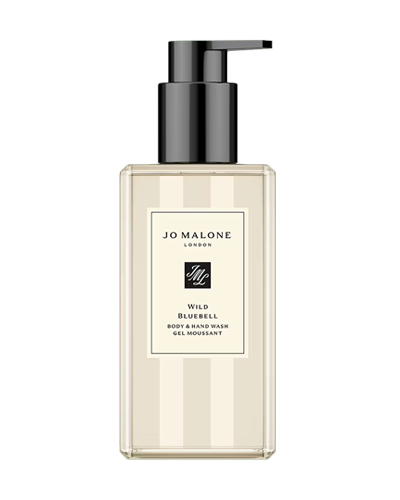 JO MALONE
LONDON
JML
WILD
BLUEBELL
BODY & HAND WASH
GEL MOUSSANT